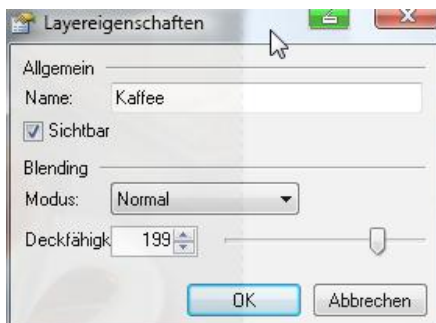 Layereigenschaften
Allgemein
Name: Kaffee
Sichtbar
Blending
Modus: Normal
Deckfähigk 199
OK Abbrechen